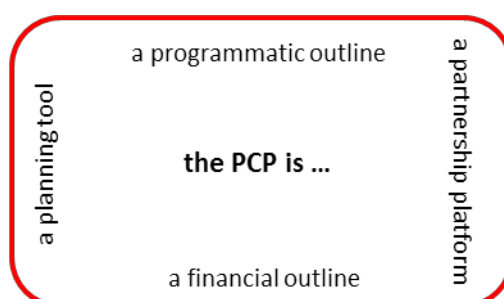 a programmatic outline
a planning tool
the PCP is ...
a partnership platform
a financial outline